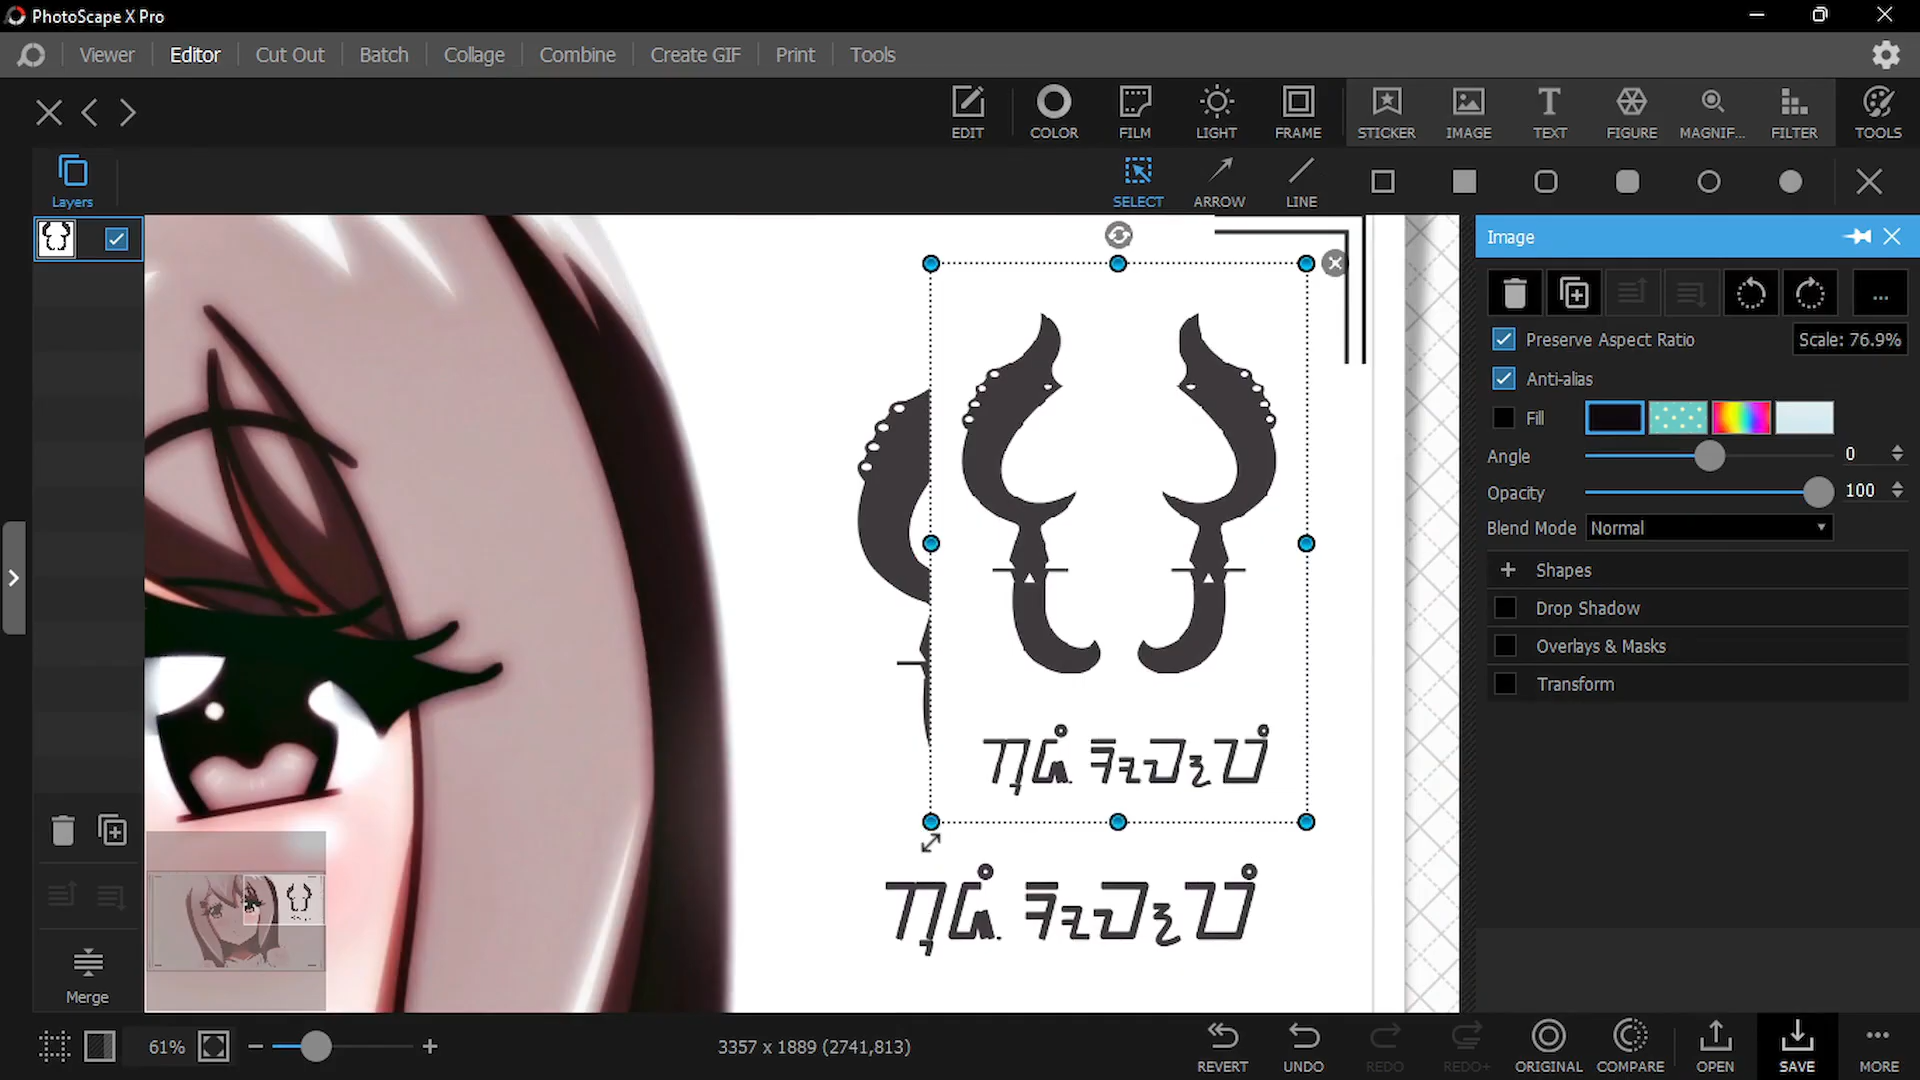 PhotoScape X Pro
Viewer Editor Cut Out Batch Collage Combine Create GIF Print Tools
EDIT COLOR FILM LIGHT FRAME STICKER IMAGE TEXT FIGURE MAGNIF... FILTER TOOLS
Layers SELECT ARROW LINE
Image
...
Preserve Aspect Ratio Scale: 76.9%
Anti-alias
Fill
Angle 0
Opacity 100
Blend Mode Normal
Shapes
Drop Shadow
Overlays & Masks
Transform
Merge
61% 3357 x 1889 (2741,813)
REVERT UNDO REDO REDO+ ORIGINAL COMPARE OPEN SAVE MORE